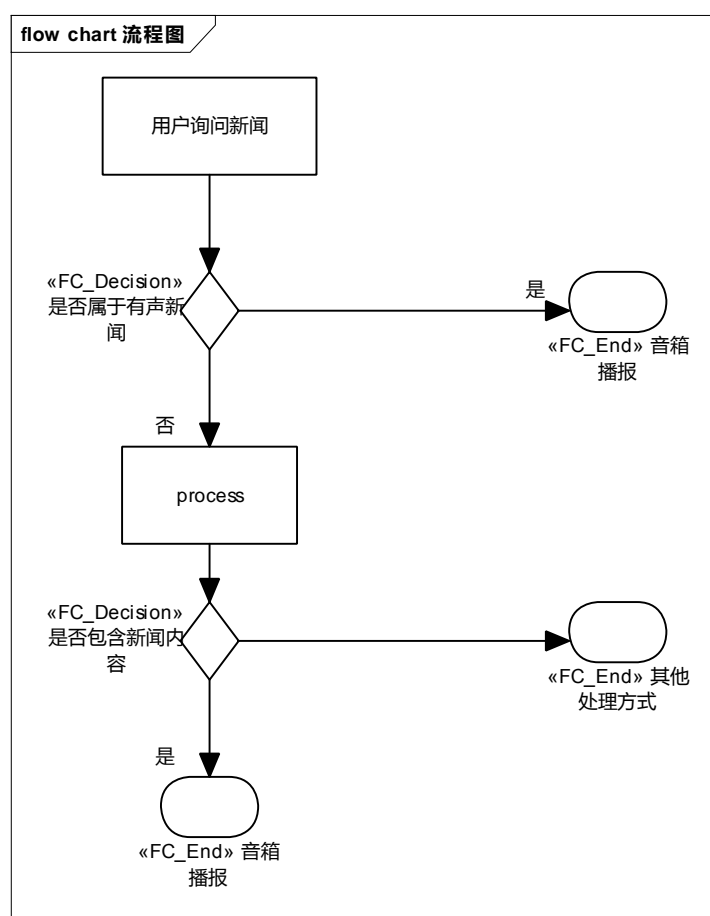 flow chart 流程图
用户询问新闻
«FC_Decision»
是否属于有声新
闻
是
«FC_End» 音箱
播报
否
process
«FC_Decision»
是否包含新闻内
容
«FC_End» 其他
处理方式
是
«FC_End» 音箱
播报